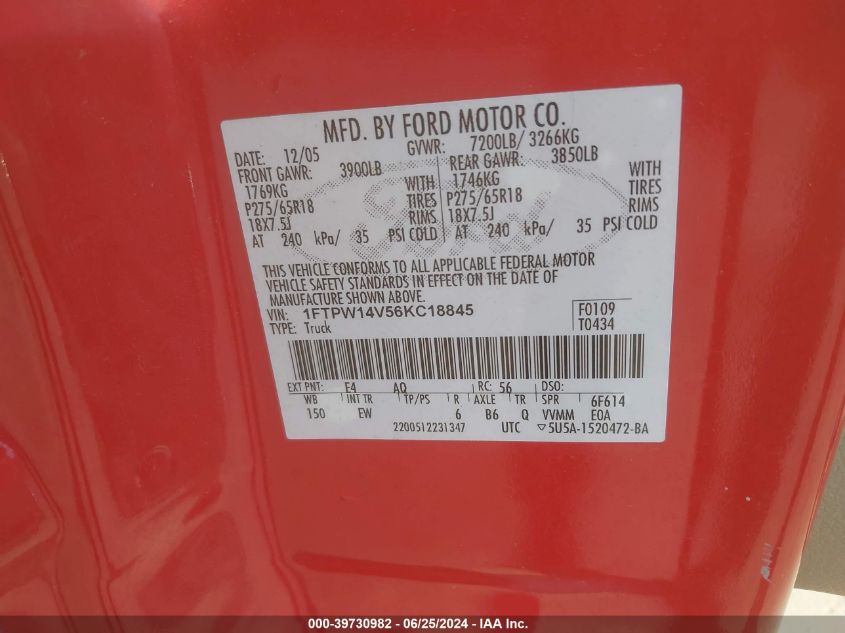 MFD. BY FORD MOTOR CO.
DATE: 12/05 GVWR: 7200LB/ 3266KG
FRONT GAWR: 3900LB REAR GAWR: 3850LB
1769KG WITH 1746KG WITH
P275/65R18 TIRES P275/65R18 TIRES
18X7.5J RIMS 18X7.5J RIMS
AT 240 kPa/ 35 PSI COLD AT 240 kPa/ 35 PSI COLD
THIS VEHICLE CONFORMS TO ALL APPLICABLE FEDERAL MOTOR
VEHICLE SAFETY STANDARDS IN EFFECT ON THE DATE OF
MANUFACTURE SHOWN ABOVE.
VIN: 1FTPW14V56KC18845 F0109
TYPE: Truck T0434
EXT PNT: E4 AQ RC: 56 DSO:
WB INT TR TP/PS R AXLE TR SPR 6F614
150 EW 6 B6 Q VVMM EOA
2200512231347 UTC ▽5U5A-1520472-BA
000-39730982 - 06/25/2024 - IAA Inc.